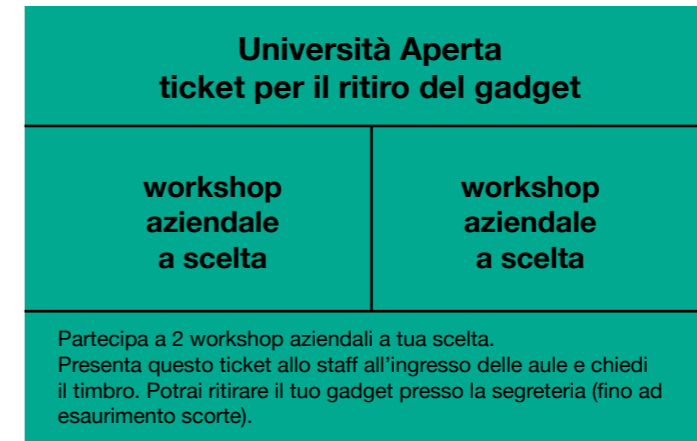 Università Aperta
ticket per il ritiro del gadget
workshop
aziendale
a scelta
workshop
aziendale
a scelta
Partecipa a 2 workshop aziendali a tua scelta.
Presenta questo ticket allo staff all’ingresso delle aule e chiedi
il timbro. Potrai ritirare il tuo gadget presso la segreteria (fino ad
esaurimento scorte).